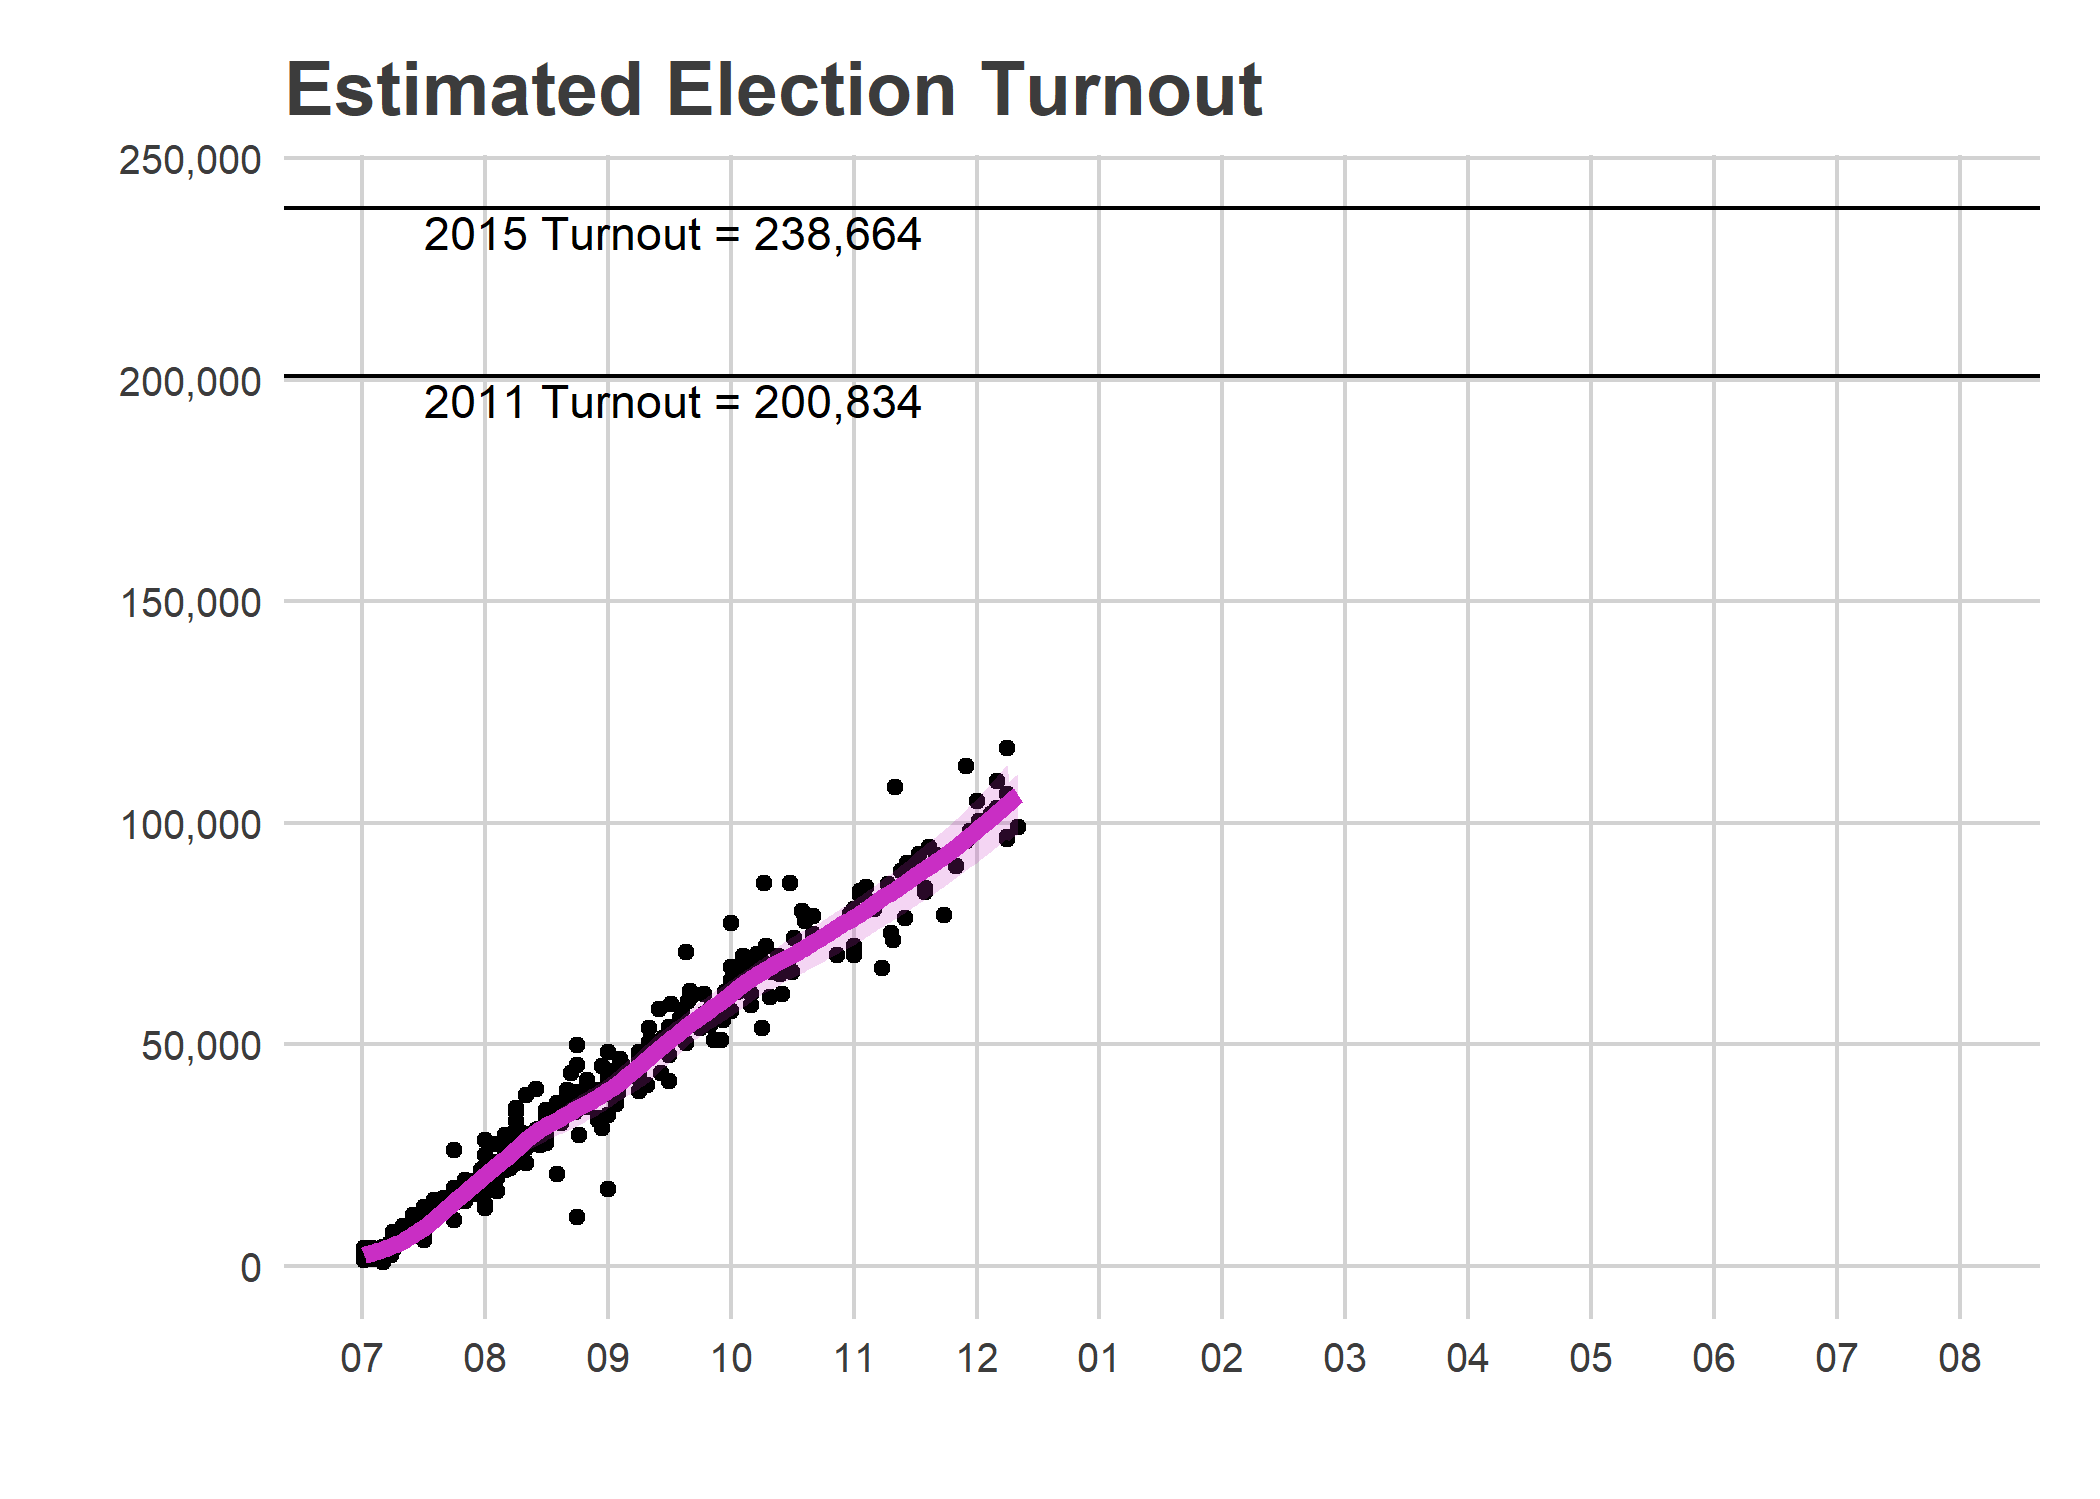 Estimated Election Turnout
250,000
2015 Turnout = 238,664
200,000
2011 Turnout = 200,834
150,000
100,000
50,000
0
07 08 09 10 11 12 01 02 03 04 05 06 07 08